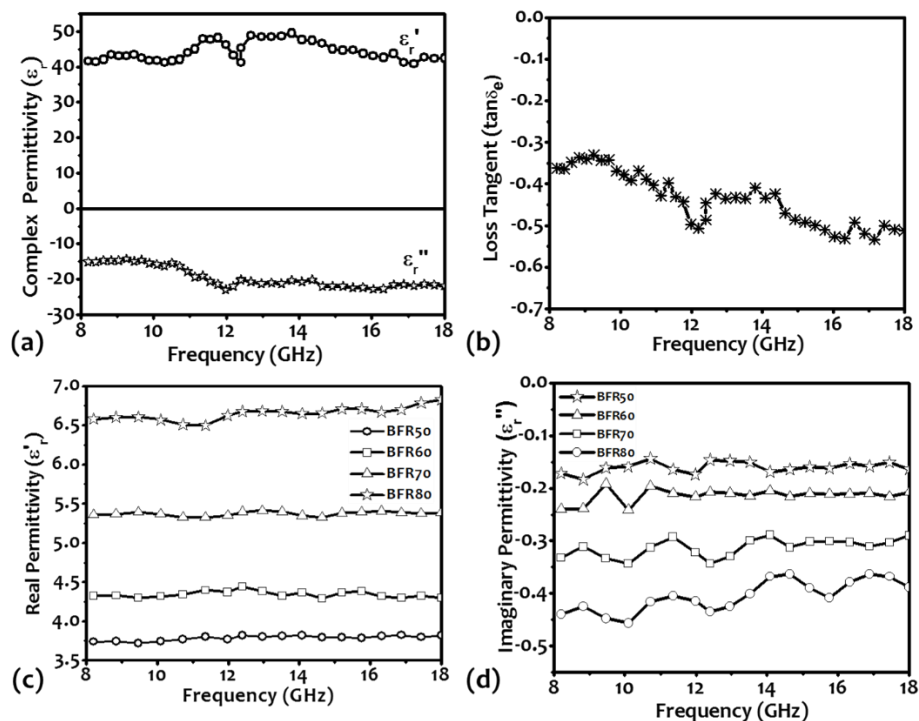 Complex Permittivity (εr)
50
40
30
20
10
0
-10
-20
-30
εr'
εr''
8 10 12 14 16 18
Frequency (GHz)
(a)
Loss Tangent (tanδe)
0.0
-0.3
-0.4
-0.5
-0.6
-0.7
8 10 12 14 16 18
Frequency (GHz)
(b)
Real Permittivity (ε'r)
7.0
6.5
6.0
5.5
5.0
4.5
4.0
3.5
BFR50
BFR60
BFR70
BFR80
8 10 12 14 16 18
Frequency (GHz)
(c)
Imaginary Permittivity (εr'')
0.0
-0.1
-0.2
-0.3
-0.4
-0.5
BFR50
BFR60
BFR70
BFR80
8 10 12 14 16 18
Frequency (GHz)
(d)